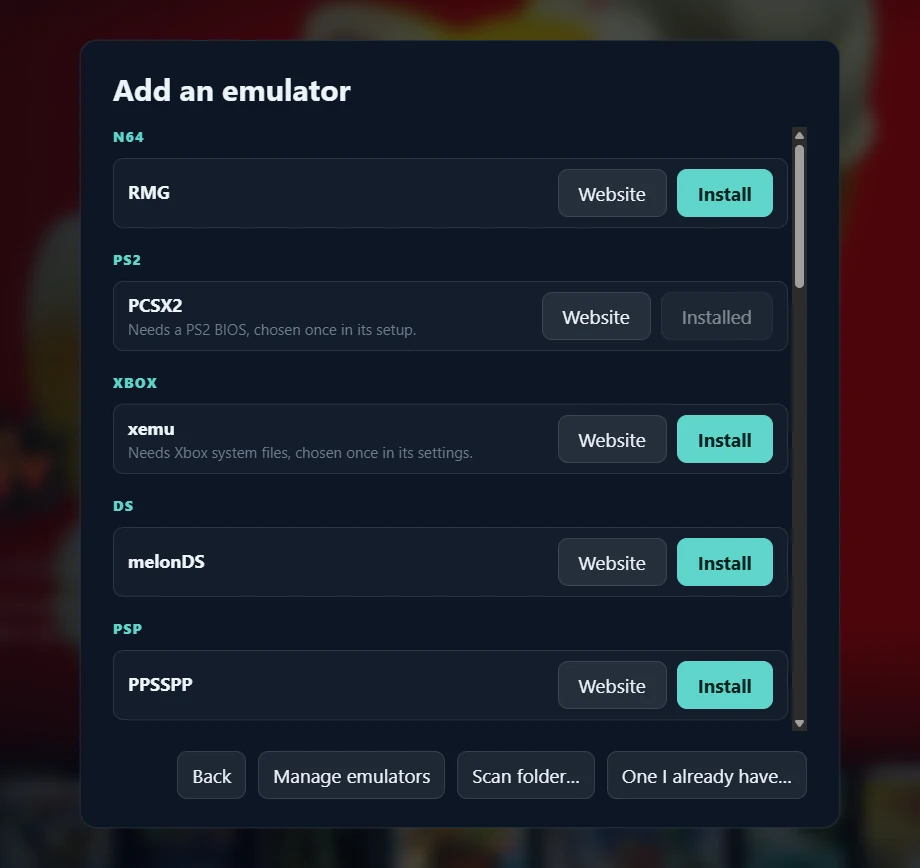 Add an emulator
N64
RMG
Website
Install
PS2
PCSX2
Needs a PS2 BIOS, chosen once in its setup.
Website
Installed
XBOX
xemu
Needs Xbox system files, chosen once in its settings.
Website
Install
DS
melonDS
Website
Install
PSP
PPSSPP
Website
Install
Back
Manage emulators
Scan folder...
One I already have...